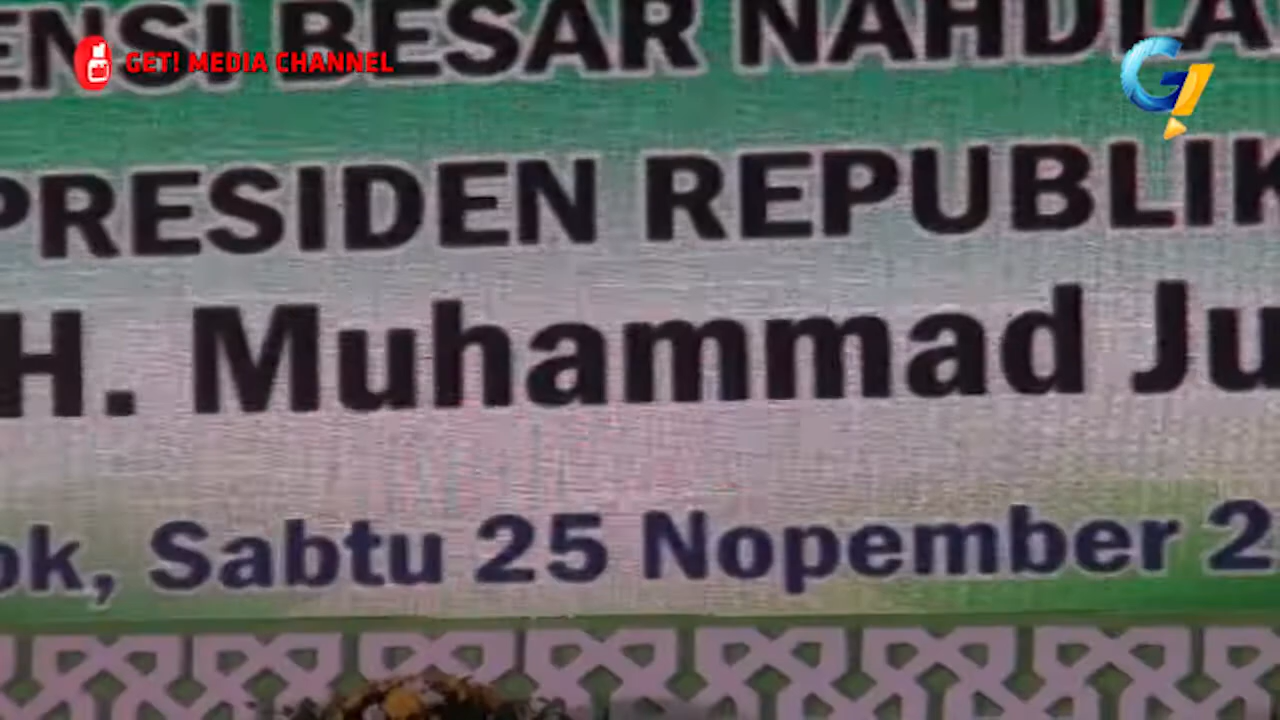 ENSI BESAR NAHDLA
GET! MEDIA CHANNEL
G!
PRESIDEN REPUBLIK
H. Muhammad Ju
ok, Sabtu 25 Nopember 2